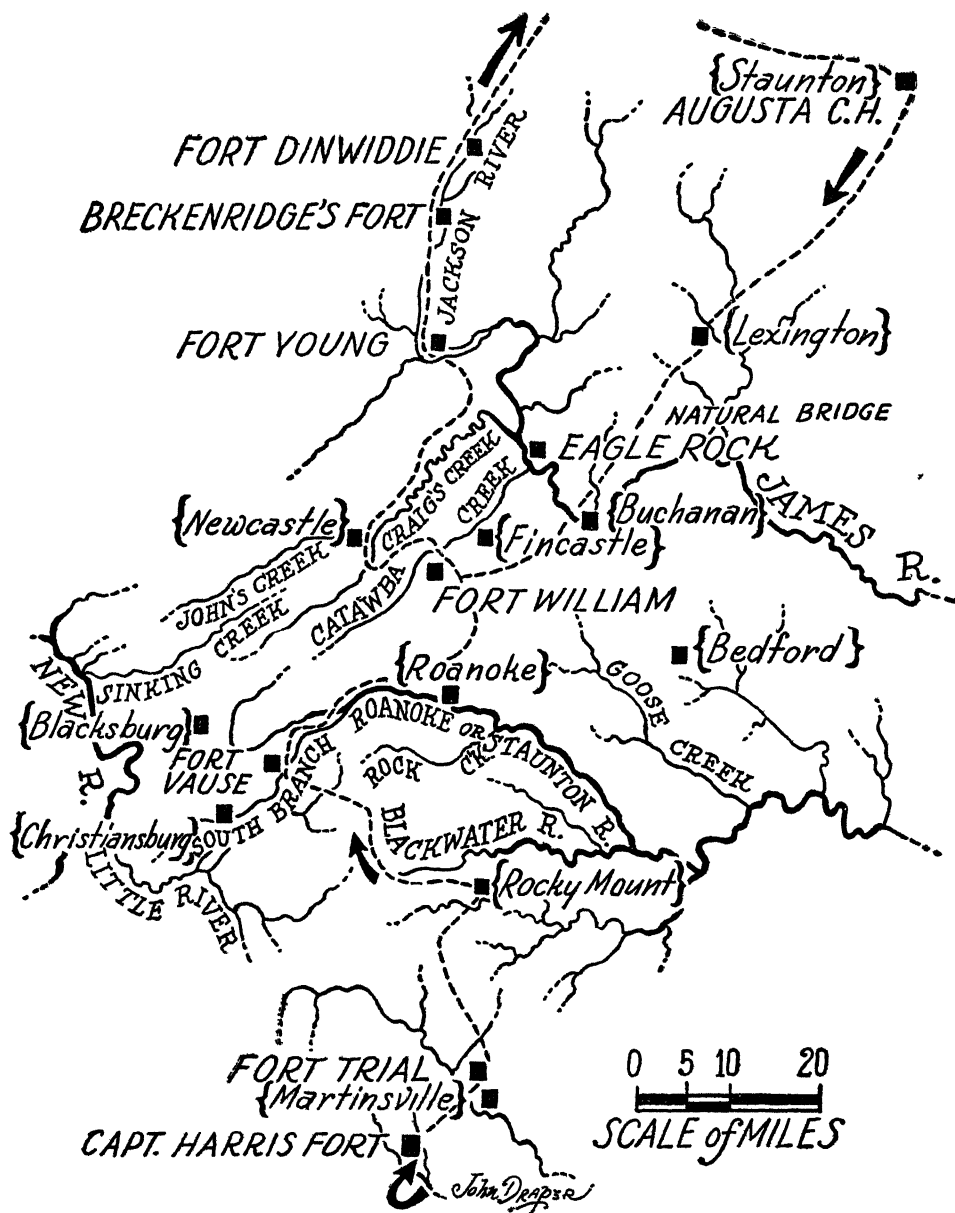 {Staunton}
AUGUSTA C.H.
FORT DINWIDDIE
JACKSON RIVER
BRECKENRIDGE'S FORT
FORT YOUNG
{Lexington}
NATURAL BRIDGE
EAGLE ROCK
JAMES R.
{Newcastle}
CRAIG'S CREEK
{Buchanan}
{Fincastle}
JOHN'S CREEK
CATAWBA CREEK
FORT WILLIAM
SINKING CREEK
{Bedford}
{Roanoke}
GOOSE CREEK
NEW R.
{Blacksburg}
FORT
VAUSE
SOUTH BRANCH ROANOKE OR STAUNTON R.
ROCK CK.
BLACKWATER R.
{Christiansburg}
LITTLE RIVER
{Rocky Mount}
FORT TRIAL
{Martinsville}
CAPT. HARRIS FORT
0 5 10 20
SCALE of MILES
John DRAPER